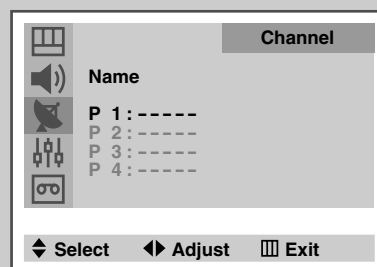 Channel
Name
P 1 : - - - - -
P 2 : - - - - -
P 3 : - - - - -
P 4 : - - - - -
Select Adjust Exit